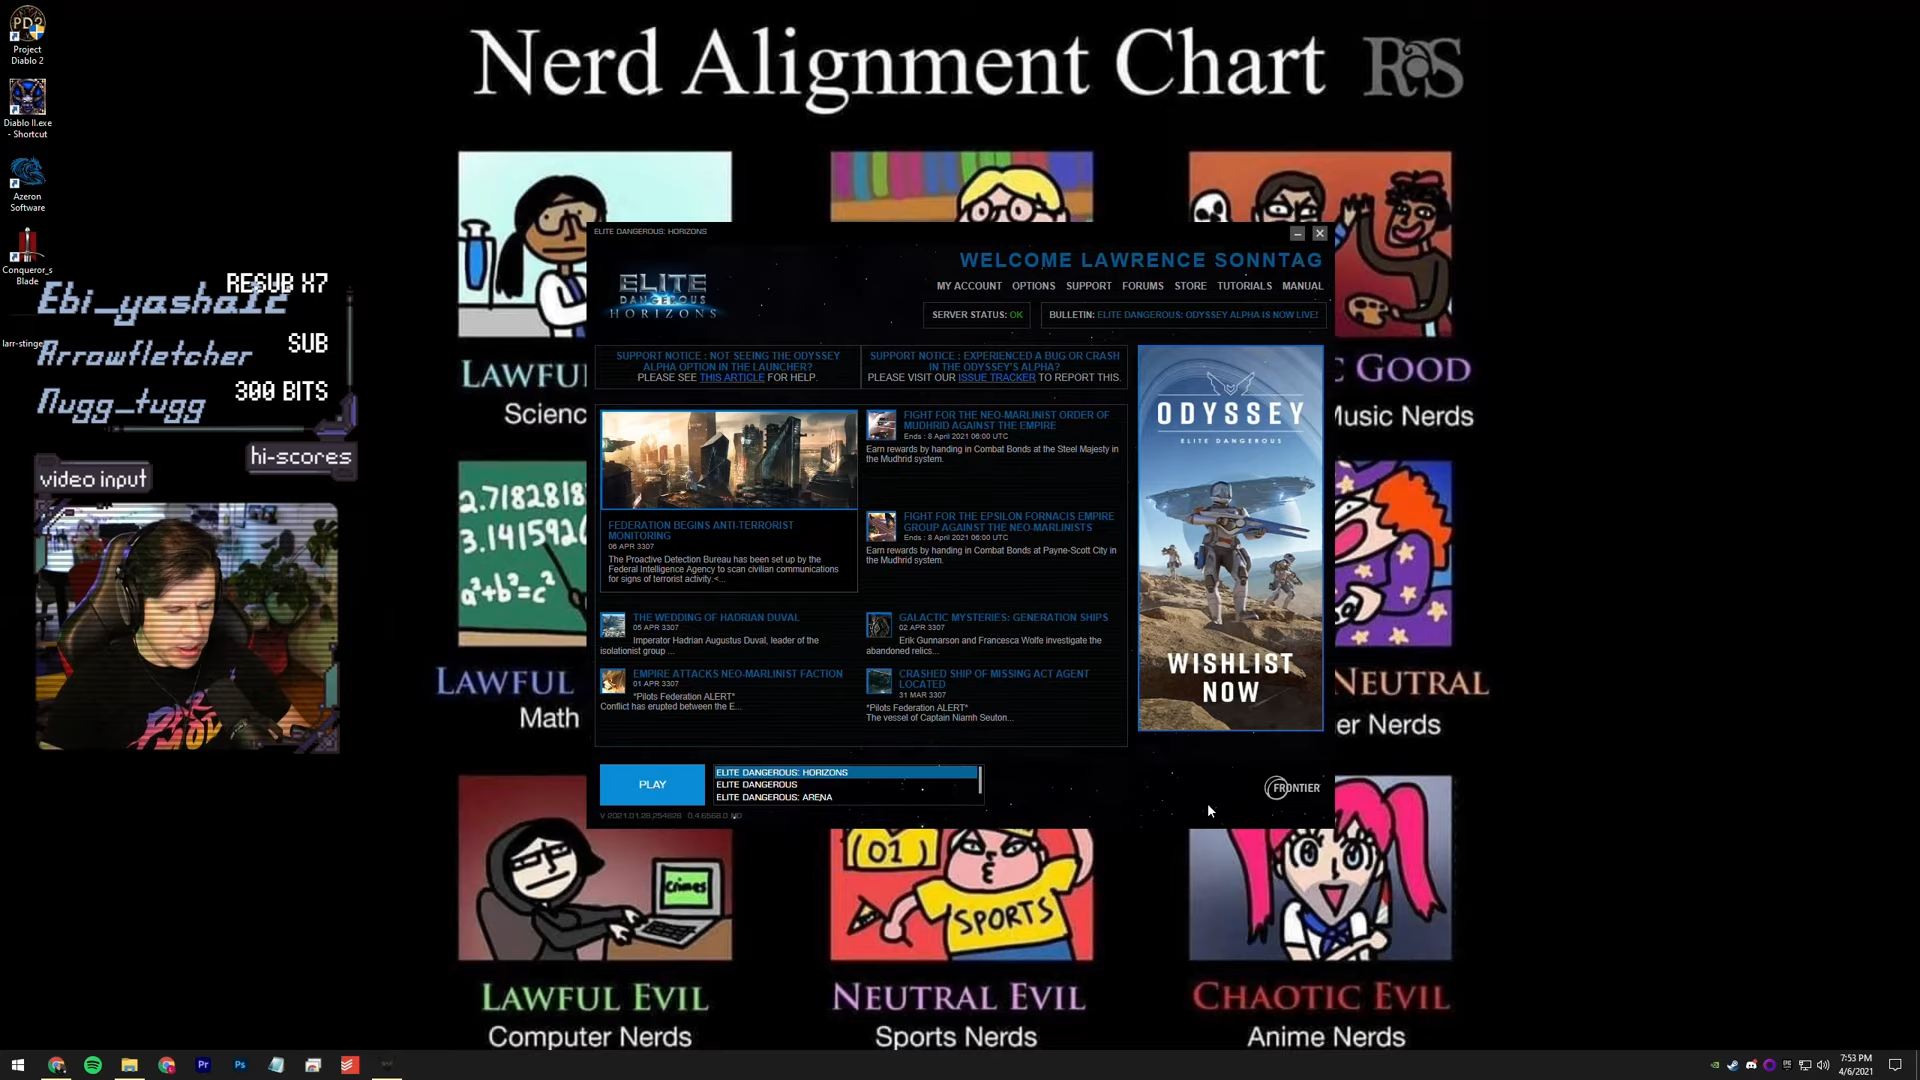 Nerd Alignment Chart RS
Project
Diablo 2
Diablo II.exe
- Shortcut
Azeron
Software
Conqueror_s
Blade
larr-stinge
RESUB X7
Ebi_yasha12
SUB
Arrowfletcher
300 BITS
Nugg_tugg
hi-scores
video input
ELITE DANGEROUS: HORIZONS
WELCOME LAWRENCE SONNTAG
MY ACCOUNT OPTIONS SUPPORT FORUMS STORE TUTORIALS MANUAL
ELITE
DANGEROUS
HORIZONS
SERVER STATUS: OK
BULLETIN: ELITE DANGEROUS: ODYSSEY ALPHA IS NOW LIVE!
SUPPORT NOTICE : NOT SEEING THE ODYSSEY
ALPHA OPTION IN THE LAUNCHER?
PLEASE SEE THIS ARTICLE FOR HELP.
SUPPORT NOTICE : EXPERIENCED A BUG OR CRASH
IN THE ODYSSEY'S ALPHA?
PLEASE VISIT OUR ISSUE TRACKER TO REPORT THIS.
FEDERATION BEGINS ANTI-TERRORIST
MONITORING
06 APR 3307
The Proactive Detection Bureau has been set up by the
Federal Intelligence Agency to scan civilian communications
for signs of terrorist activity.<...
FIGHT FOR THE NEO-MARLINIST ORDER OF
MUDHRID AGAINST THE EMPIRE
Ends : 8 April 2021 06:00 UTC
Earn rewards by handing in Combat Bonds at the Steel Majesty in
the Mudhrid system.
FIGHT FOR THE EPSILON FORNACIS EMPIRE
GROUP AGAINST THE NEO-MARLINISTS
Ends : 8 April 2021 06:00 UTC
Earn rewards by handing in Combat Bonds at Payne-Scott City in
the Mudhrid system.
THE WEDDING OF HADRIAN DUVAL
05 APR 3307
Imperator Hadrian Augustus Duval, leader of the
isolationist group ...
GALACTIC MYSTERIES: GENERATION SHIPS
02 APR 3307
Erik Gunnarson and Francesca Wolfe investigate the
abandoned relics...
EMPIRE ATTACKS NEO-MARLINIST FACTION
01 APR 3307
*Pilots Federation ALERT*
Conflict has erupted between the E...
CRASHED SHIP OF MISSING ACT AGENT
LOCATED
31 MAR 3307
*Pilots Federation ALERT*
The vessel of Captain Niamh Seuton...
ODYSSEY
ELITE DANGEROUS
WISHLIST
NOW
PLAY
ELITE DANGEROUS: HORIZONS
ELITE DANGEROUS
ELITE DANGEROUS: ARENA
FRONTIER
LAWFU
Scienc
C GOOD
Music Nerds
2.7182818
3.141592
a²+b²=c²
LAWFUL
Math
NEUTRAL
er Nerds
Crimes
(01)
SPORTS
LAWFUL EVIL
Computer Nerds
NEUTRAL EVIL
Sports Nerds
CHAOTIC EVIL
Anime Nerds
Pr
Ps
7:53 PM
4/6/2021